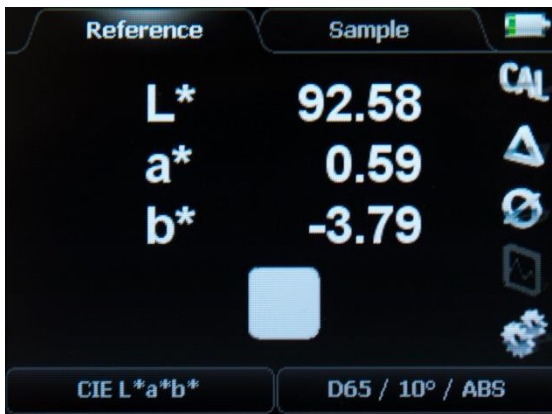 Reference Sample
CAL
L* 92.58
a* 0.59
b* -3.79
CIE L*a*b* D65 / 10° / ABS